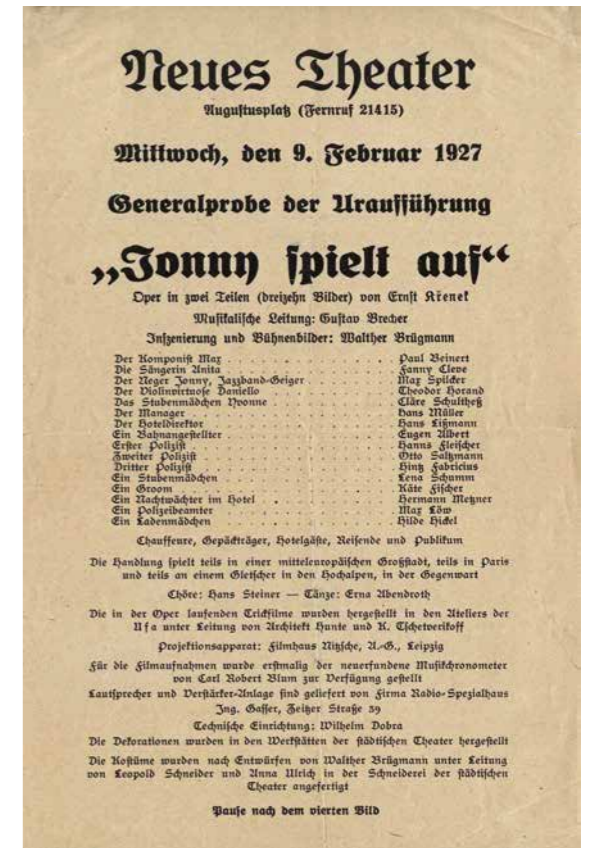 Neues Theater
Augustusplatz (Fernruf 21415)
Mittwoch, den 9. Februar 1927
Generalprobe der Uraufführung
„Jonny spielt auf“
Oper in zwei Teilen (dreizehn Bilder) von Ernst Křenek
Musikalische Leitung: Gustav Brecher
Inszenierung und Bühnenbilder: Walther Brügmann
Der Komponist Max . . . . . . . . . . . . . . . Paul Beinert
Die Sängerin Anita . . . . . . . . . . . . . . . Fanny Cleve
Der Neger Jonny, Jazzband-Geiger . . . . . . . . . Max Spilcker
Der Violinvirtuose Daniello . . . . . . . . . . . . Theodor Horand
Das Stubenmädchen Yvonne . . . . . . . . . . . . Cläre Schultheß
Der Manager . . . . . . . . . . . . . . . . Hans Müller
Der Hoteldirektor . . . . . . . . . . . . . . . Hans Lißmann
Ein Bahnangestellter . . . . . . . . . . . . . . Eugen Albert
Erster Polizist . . . . . . . . . . . . . . . . Hanns Fleischer
Zweiter Polizist . . . . . . . . . . . . . . . Otto Saltzmann
Dritter Polizist . . . . . . . . . . . . . . . Hintz Fabricius
Ein Stubenmädchen . . . . . . . . . . . . . . Lena Schumm
Ein Groom . . . . . . . . . . . . . . . . . Käte Fischer
Ein Nachtwächter im Hotel . . . . . . . . . . . . Hermann Metzner
Ein Polizeibeamter . . . . . . . . . . . . . . Max Löw
Ein Ladenmädchen . . . . . . . . . . . . . . Hilde Hickel
Chauffeure, Gepäckträger, Hotelgäste, Reisende und Publikum
Die Handlung spielt teils in einer mitteleuropäischen Großstadt, teils in Paris
und teils an einem Gletscher in den Hochalpen, in der Gegenwart
Chöre: Hans Steiner — Tänze: Erna Abendroth
Die in der Oper laufenden Trickfilme wurden hergestellt in den Ateliers der
Ufa unter Leitung von Architekt Hunte und K. Tschetwerikoff
Projektionsapparat: Filmhaus Nitzsche, A.-G., Leipzig
Für die Filmaufnahmen wurde erstmalig der neuerfundene Musikchronometer
von Carl Robert Blum zur Verfügung gestellt
Lautsprecher und Verstärker-Anlage sind geliefert von Firma Radio-Spezialhaus
Ing. Gasser, Zeitzer Straße 39
Technische Einrichtung: Wilhelm Dobra
Die Dekorationen wurden in den Werkstätten der städtischen Theater hergestellt
Die Kostüme wurden nach Entwürfen von Walther Brügmann unter Leitung
von Leopold Schneider und Anna Ulrich in der Schneiderei der städtischen
Theater angefertigt
Pause nach dem vierten Bild